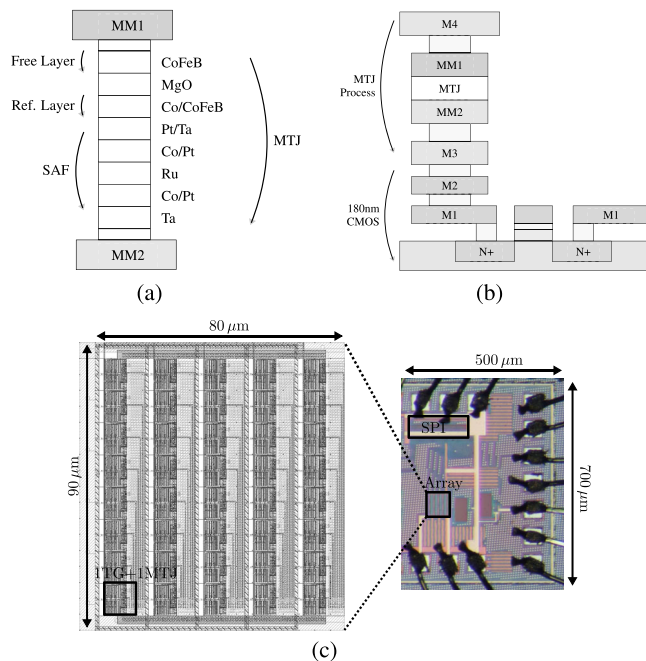 MM1
Free Layer
CoFeB
MgO
Ref. Layer
Co/CoFeB
Pt/Ta
Co/Pt
SAF
Ru
Co/Pt
Ta
MTJ
MM2
(a)
M4
MM1
MTJ
Process
MTJ
MM2
M3
M2
180nm
CMOS
M1
M1
N+
N+
(b)
80 μm
90 μm
1TG+1MTJ
500 μm
700 μm
SPI
Array
(c)